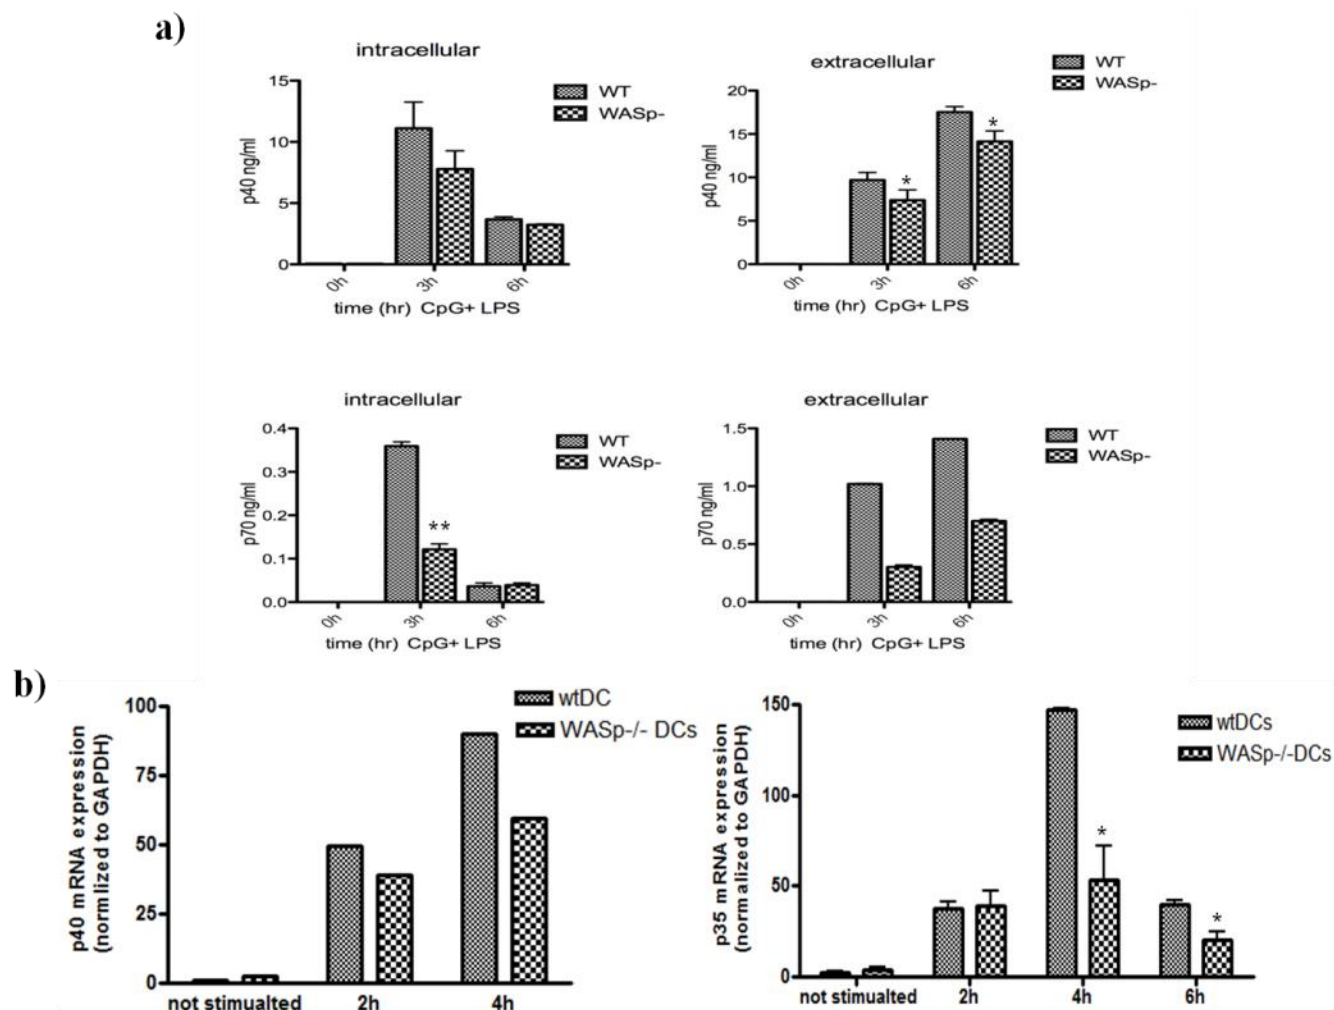 a)
intracellular
WT
WASp-
p40 ng/ml
15
10
5
0
0h 3h 6h
time (hr) CpG+ LPS
extracellular
WT
WASp-
p40 ng/ml
20
15
10
5
0
*
*
0h 3h 6h
time (hr) CpG+ LPS
intracellular
WT
WASp-
p70 ng/ml
0.4
0.3
0.2
0.1
0.0
**
0h 3h 6h
time (hr) CpG+ LPS
extracellular
WT
WASp-
p70 ng/ml
1.5
1.0
0.5
0.0
0h 3h 6h
time (hr) CpG+ LPS
b)
wtDC
WASp-/- DCs
p40 mRNA expression
(normlized to GAPDH)
100
75
50
25
0
not stimualted 2h 4h
wtDCs
WASp-/-DCs
p35 mRNA expression
(normalized to GAPDH)
150
100
50
0
*
*
not stimualted 2h 4h 6h